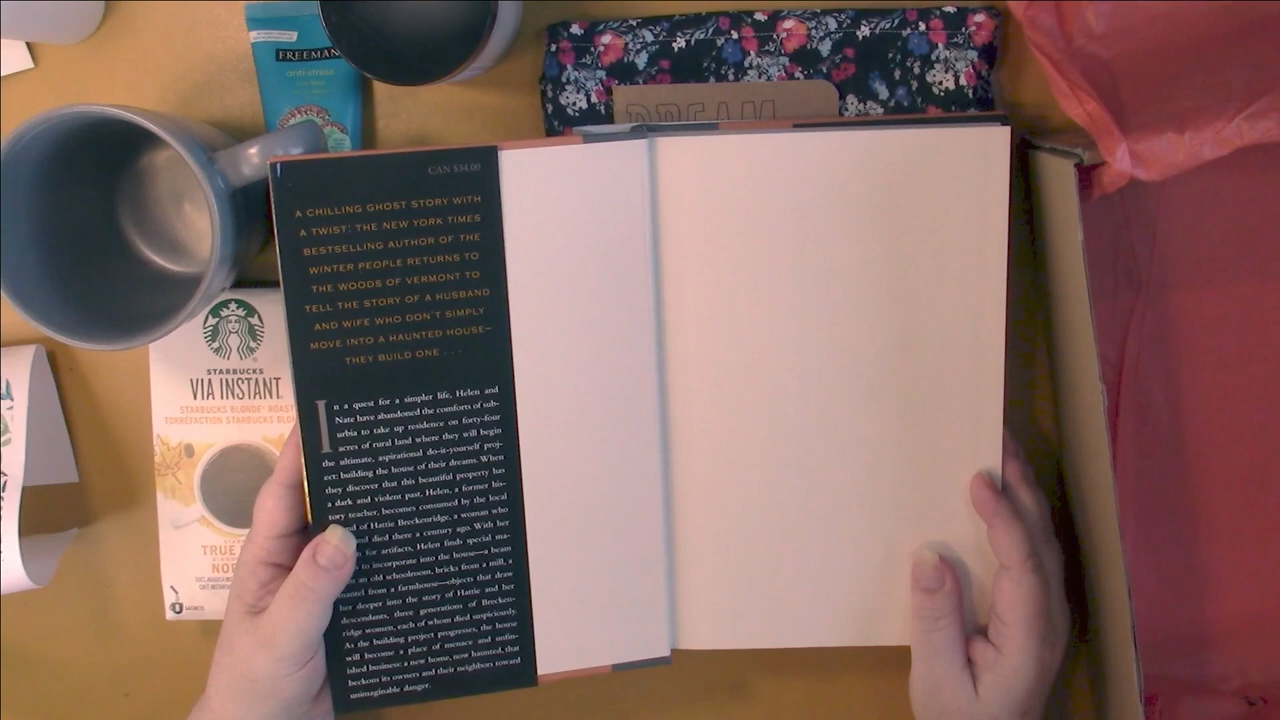 FREEMAN
anti-stress
DREAM
CAN $34.00
A CHILLING GHOST STORY WITH
A TWIST: THE NEW YORK TIMES
BESTSELLING AUTHOR OF THE
WINTER PEOPLE RETURNS TO
THE WOODS OF VERMONT TO
TELL THE STORY OF A HUSBAND
AND WIFE WHO DON'T SIMPLY
MOVE INTO A HAUNTED HOUSE—
THEY BUILD ONE . . .
In a quest for a simpler life, Helen and
Nate have abandoned the comforts of sub-
urbia to take up residence on forty-four
acres of rural land where they will begin
the ultimate, aspirational do-it-yourself proj-
ect: building the house of their dreams. When
they discover that this beautiful property has
a dark and violent past, Helen, a former his-
tory teacher, becomes consumed by the local
of Hattie Breckenridge, a woman who
died there a century ago. With her
for artifacts, Helen finds special ma-
to incorporate into the house—a beam
an old schoolroom, bricks from a mill, a
mantel from a farmhouse—objects that draw
her deeper into the story of Hattie and her
descendants, three generations of Brecken-
ridge women, each of whom died suspiciously.
As the building project progresses, the house
will become a place of menace and unfin-
ished business: a new home, now haunted, that
beckons its owners and their neighbors toward
unimaginable danger.
STARBUCKS
VIA INSTANT
STARBUCKS BLONDE ROAST
TORRÉFACTION STARBUCKS
TRUE